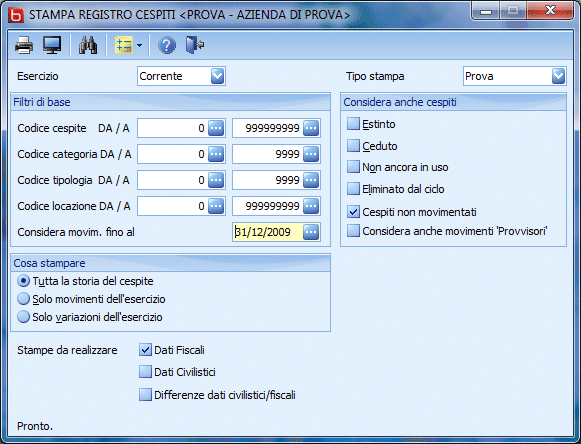 STAMPA REGISTRO CESPITI <PROVA - AZIENDA DI PROVA>
Esercizio Corrente Tipo stampa Prova
Filtri di base
Codice cespite DA / A 0 999999999
Codice categoria DA / A 0 9999
Codice tipologia DA / A 0 9999
Codice locazione DA / A 0 999999999
Considera movim. fino al 31/12/2009
Considera anche cespiti
Estinto
Ceduto
Non ancora in uso
Eliminato dal ciclo
Cespiti non movimentati
Considera anche movimenti 'Provvisori'
Cosa stampare
Tutta la storia del cespite
Solo movimenti dell'esercizio
Solo variazioni dell'esercizio
Stampe da realizzare Dati Fiscali
Dati Civilistici
Differenze dati civilistici/fiscali
Pronto.